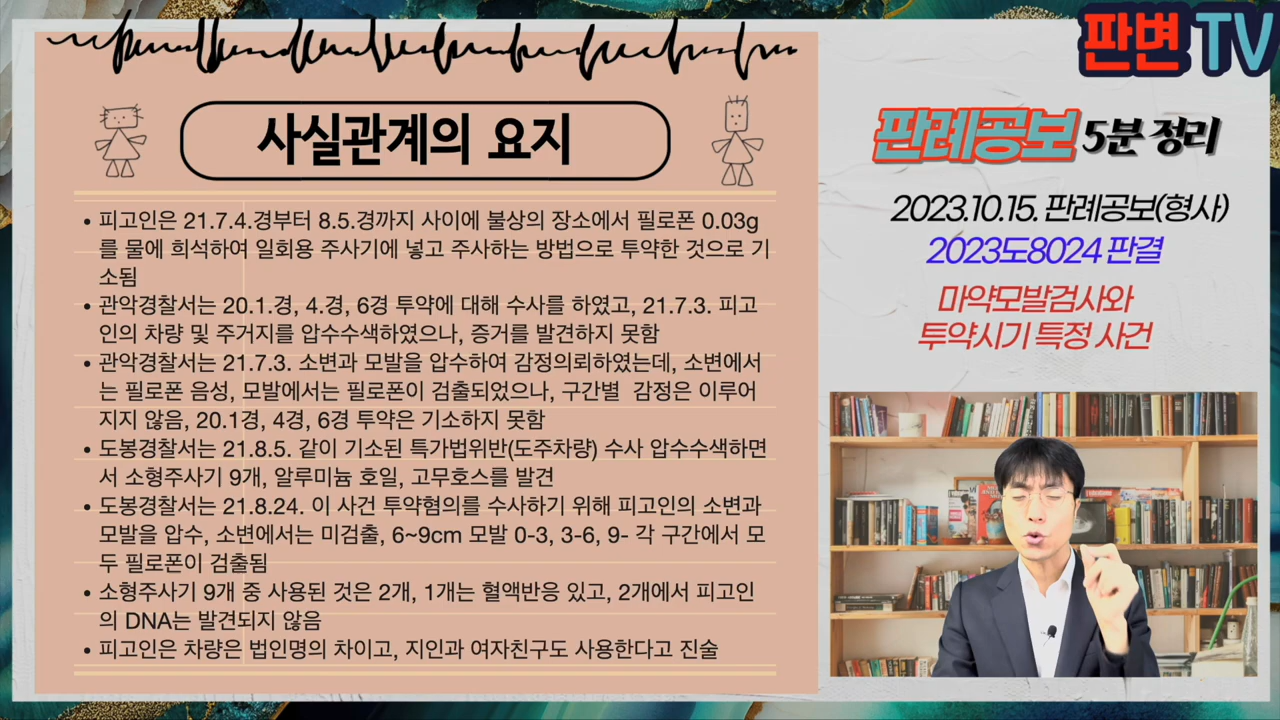 판변 TV
사실관계의 요지
• 피고인은 21.7.4.경부터 8.5.경까지 사이에 불상의 장소에서 필로폰 0.03g
를 물에 희석하여 일회용 주사기에 넣고 주사하는 방법으로 투약한 것으로 기
소됨
• 관악경찰서는 20.1.경, 4.경, 6경 투약에 대해 수사를 하였고, 21.7.3. 피고
인의 차량 및 주거지를 압수수색하였으나, 증거를 발견하지 못함
• 관악경찰서는 21.7.3. 소변과 모발을 압수하여 감정의뢰하였는데, 소변에서
는 필로폰 음성, 모발에서는 필로폰이 검출되었으나, 구간별 감정은 이루어
지지 않음, 20.1경, 4경, 6경 투약은 기소하지 못함
• 도봉경찰서는 21.8.5. 같이 기소된 특가법위반(도주차량) 수사 압수수색하면
서 소형주사기 9개, 알루미늄 호일, 고무호스를 발견
• 도봉경찰서는 21.8.24. 이 사건 투약혐의를 수사하기 위해 피고인의 소변과
모발을 압수, 소변에서는 미검출, 6~9cm 모발 0-3, 3-6, 9- 각 구간에서 모
두 필로폰이 검출됨
• 소형주사기 9개 중 사용된 것은 2개, 1개는 혈액반응 있고, 2개에서 피고인
의 DNA는 발견되지 않음
• 피고인은 차량은 법인명의 차이고, 지인과 여자친구도 사용한다고 진술
판례공보 5분 정리
2023.10.15. 판례공보(형사)
2023도8024 판결
마약모발검사와
투약시기 특정 사건